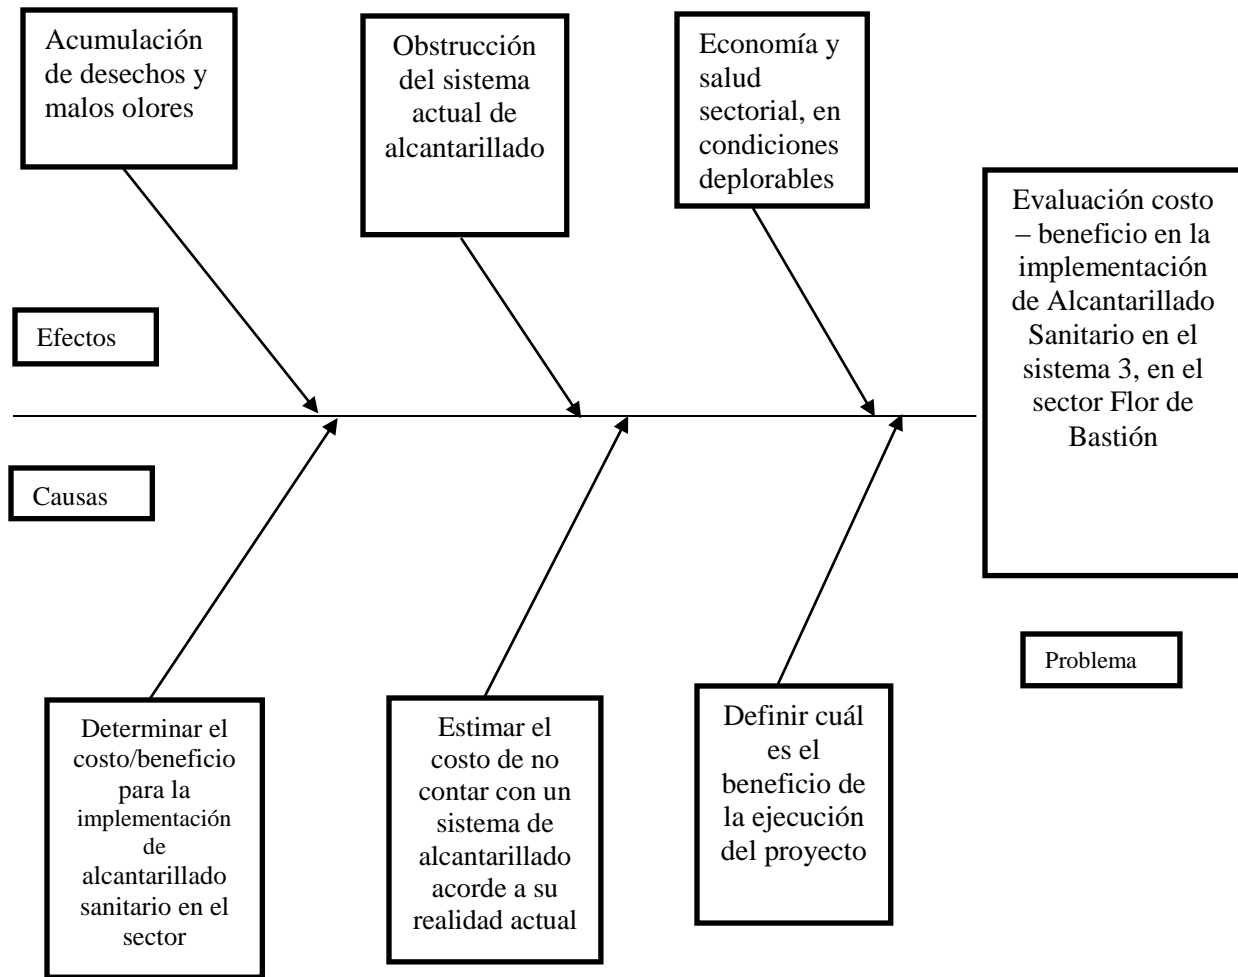 Acumulación
de desechos y
malos olores
Obstrucción
del sistema
actual de
alcantarillado
Economía y
salud
sectorial, en
condiciones
deplorables
Evaluación costo
– beneficio en la
implementación
de Alcantarillado
Sanitario en el
sistema 3, en el
sector Flor de
Bastión
Efectos
Causas
Problema
Determinar el
costo/beneficio
para la
implementación
de
alcantarillado
sanitario en el
sector
Estimar el
costo de no
contar con un
sistema de
alcantarillado
acorde a su
realidad actual
Definir cuál
es el
beneficio de
la ejecución
del proyecto